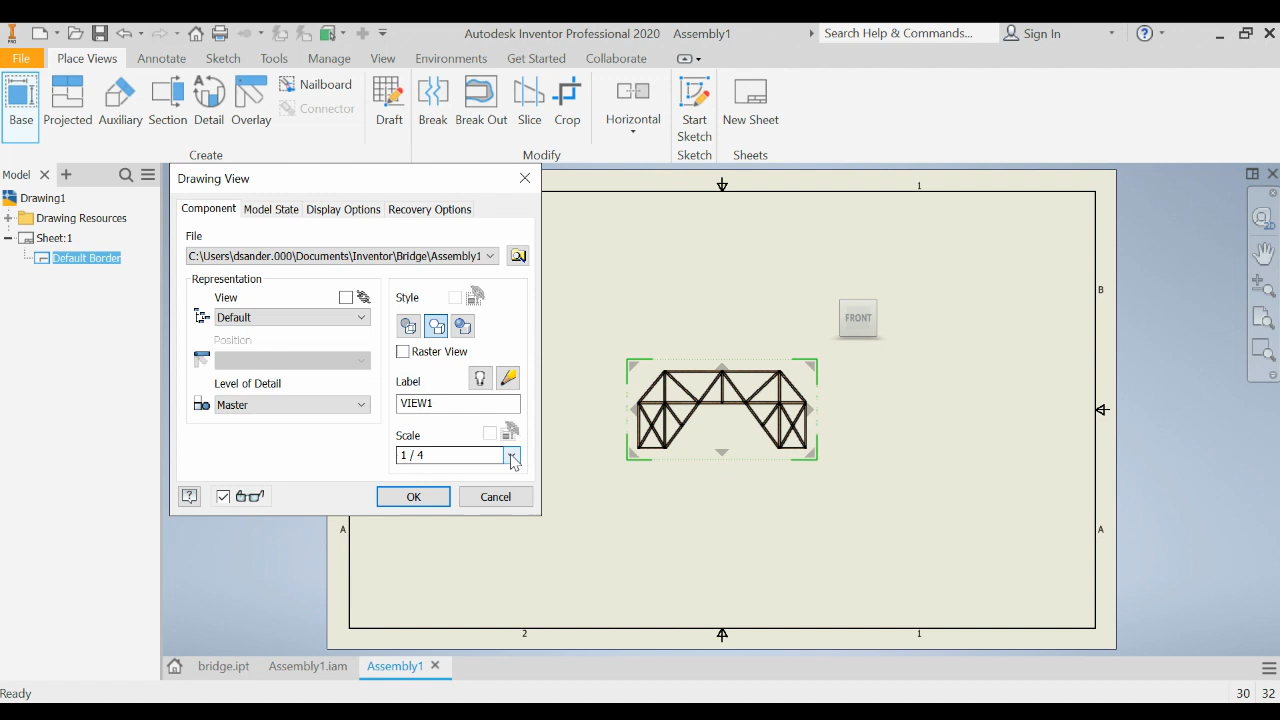 PRO
Autodesk Inventor Professional 2020 Assembly1
Search Help & Commands...
Sign In
File Place Views Annotate Sketch Tools Manage View Environments Get Started Collaborate
Base
Projected
Auxiliary
Section
Detail
Overlay
Nailboard
Connector
Draft
Break
Break Out
Slice
Crop
Horizontal
Start
Sketch
New Sheet
Create
Modify
Sketch
Sheets
Model
Drawing1
Drawing Resources
Sheet:1
Default Border
Drawing View
Component Model State Display Options Recovery Options
File
C:\Users\dsander.000\Documents\Inventor\Bridge\Assembly1
Representation
View
Default
Position
Level of Detail
Master
Style
Raster View
Label
VIEW1
Scale
1 / 4
OK
Cancel
1
B
FRONT
A
A
2
1
2D
bridge.ipt Assembly1.iam Assembly1
Ready
30 32